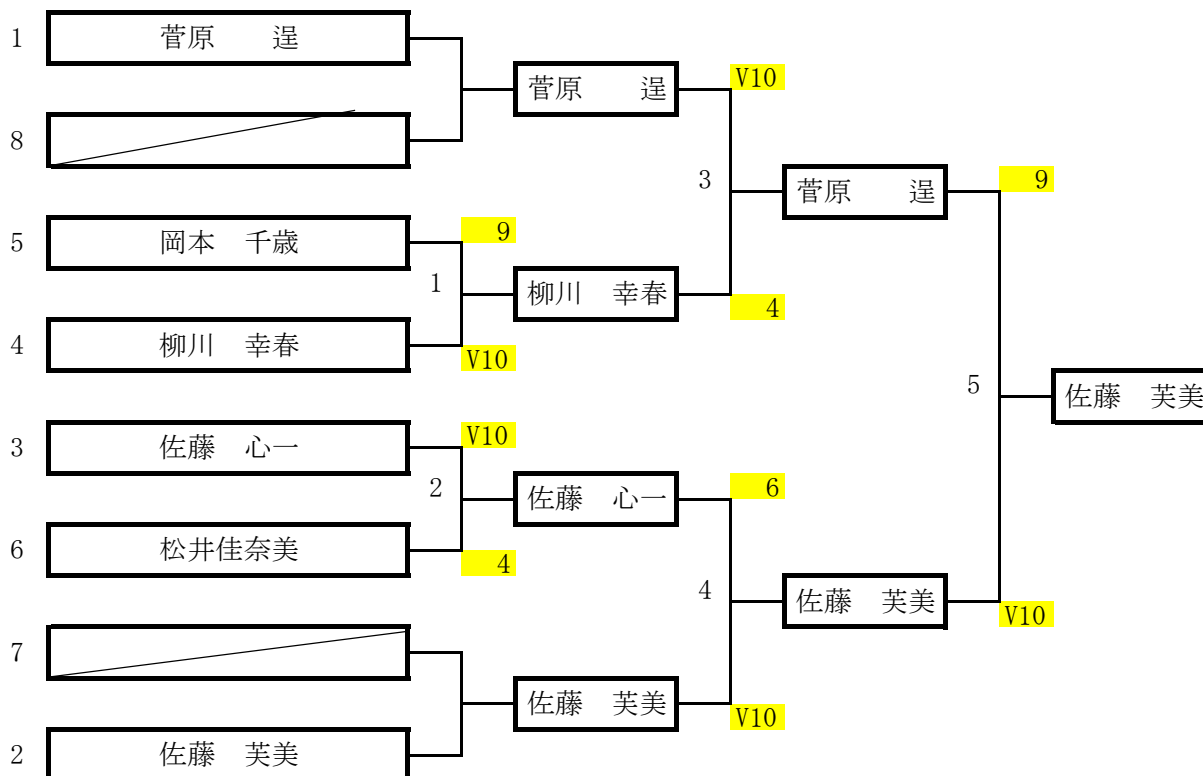 1 菅原　　逞
菅原　　逞 V10
8
3 菅原　　逞 9
5 岡本　千歳 9
1 柳川　幸春 4
4 柳川　幸春 V10
5 佐藤　芙美
3 佐藤　心一 V10
2 佐藤　心一 6
6 松井佳奈美 4
4 佐藤　芙美 V10
7
佐藤　芙美 V10
2 佐藤　芙美